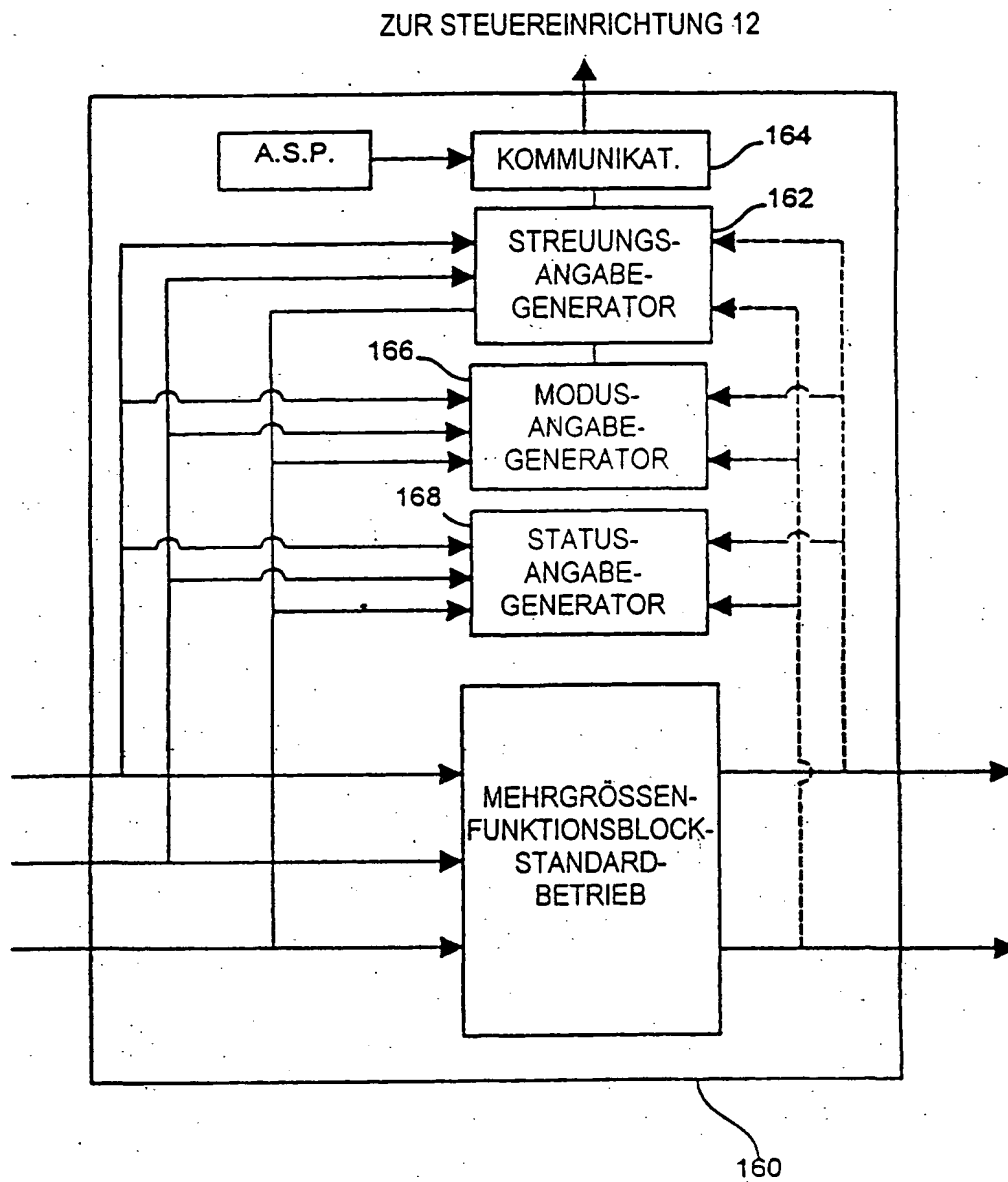 ZUR STEUEREINRICHTUNG 12
A.S.P.
KOMMUNIKAT.
164
162
STREUUNGS-
ANGABE-
GENERATOR
166
MODUS-
ANGABE-
GENERATOR
168
STATUS-
ANGABE-
GENERATOR
MEHRGRÖSSEN-
FUNKTIONSBLOCK-
STANDARD-
BETRIEB
160